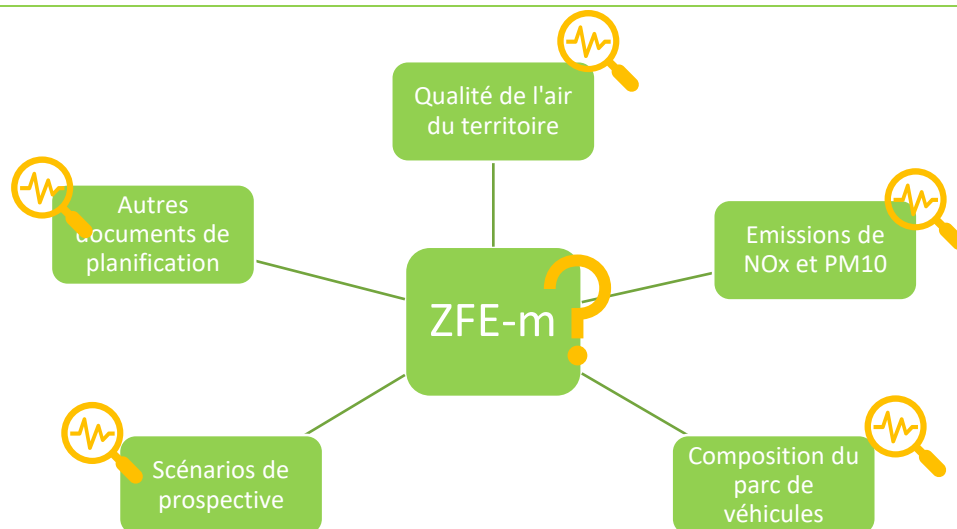 Qualité de l'air
du territoire
Autres
documents de
planification
Emissions de
NOx et PM10
ZFE-m ?
Scénarios de
prospective
Composition du
parc de
véhicules